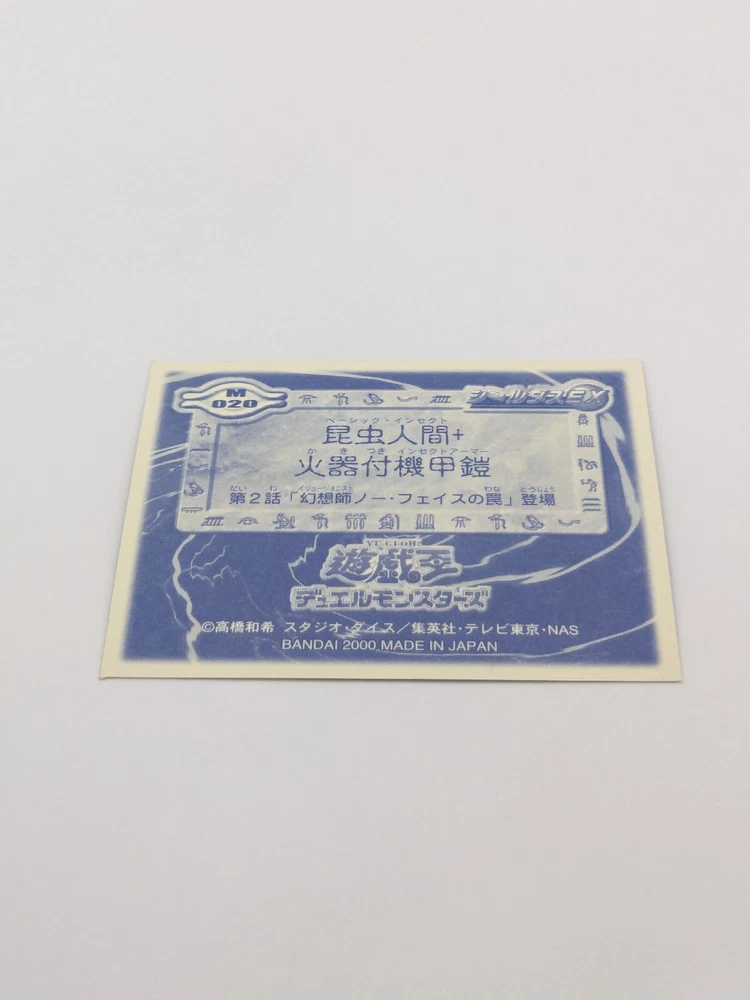 M
020
シールダスEX
ベーシック・インセクト
昆虫人間+
かきつき インセクトアーマー
火器付機甲鎧
だい わ イリュージョニスト わな とうじょう
第2話「幻想師ノー・フェイスの罠」登場
YU-GI-OH!
遊戯王
デュエルモンスターズ
©高橋和希 スタジオ・ダイス/集英社・テレビ東京・NAS
BANDAI 2000 MADE IN JAPAN